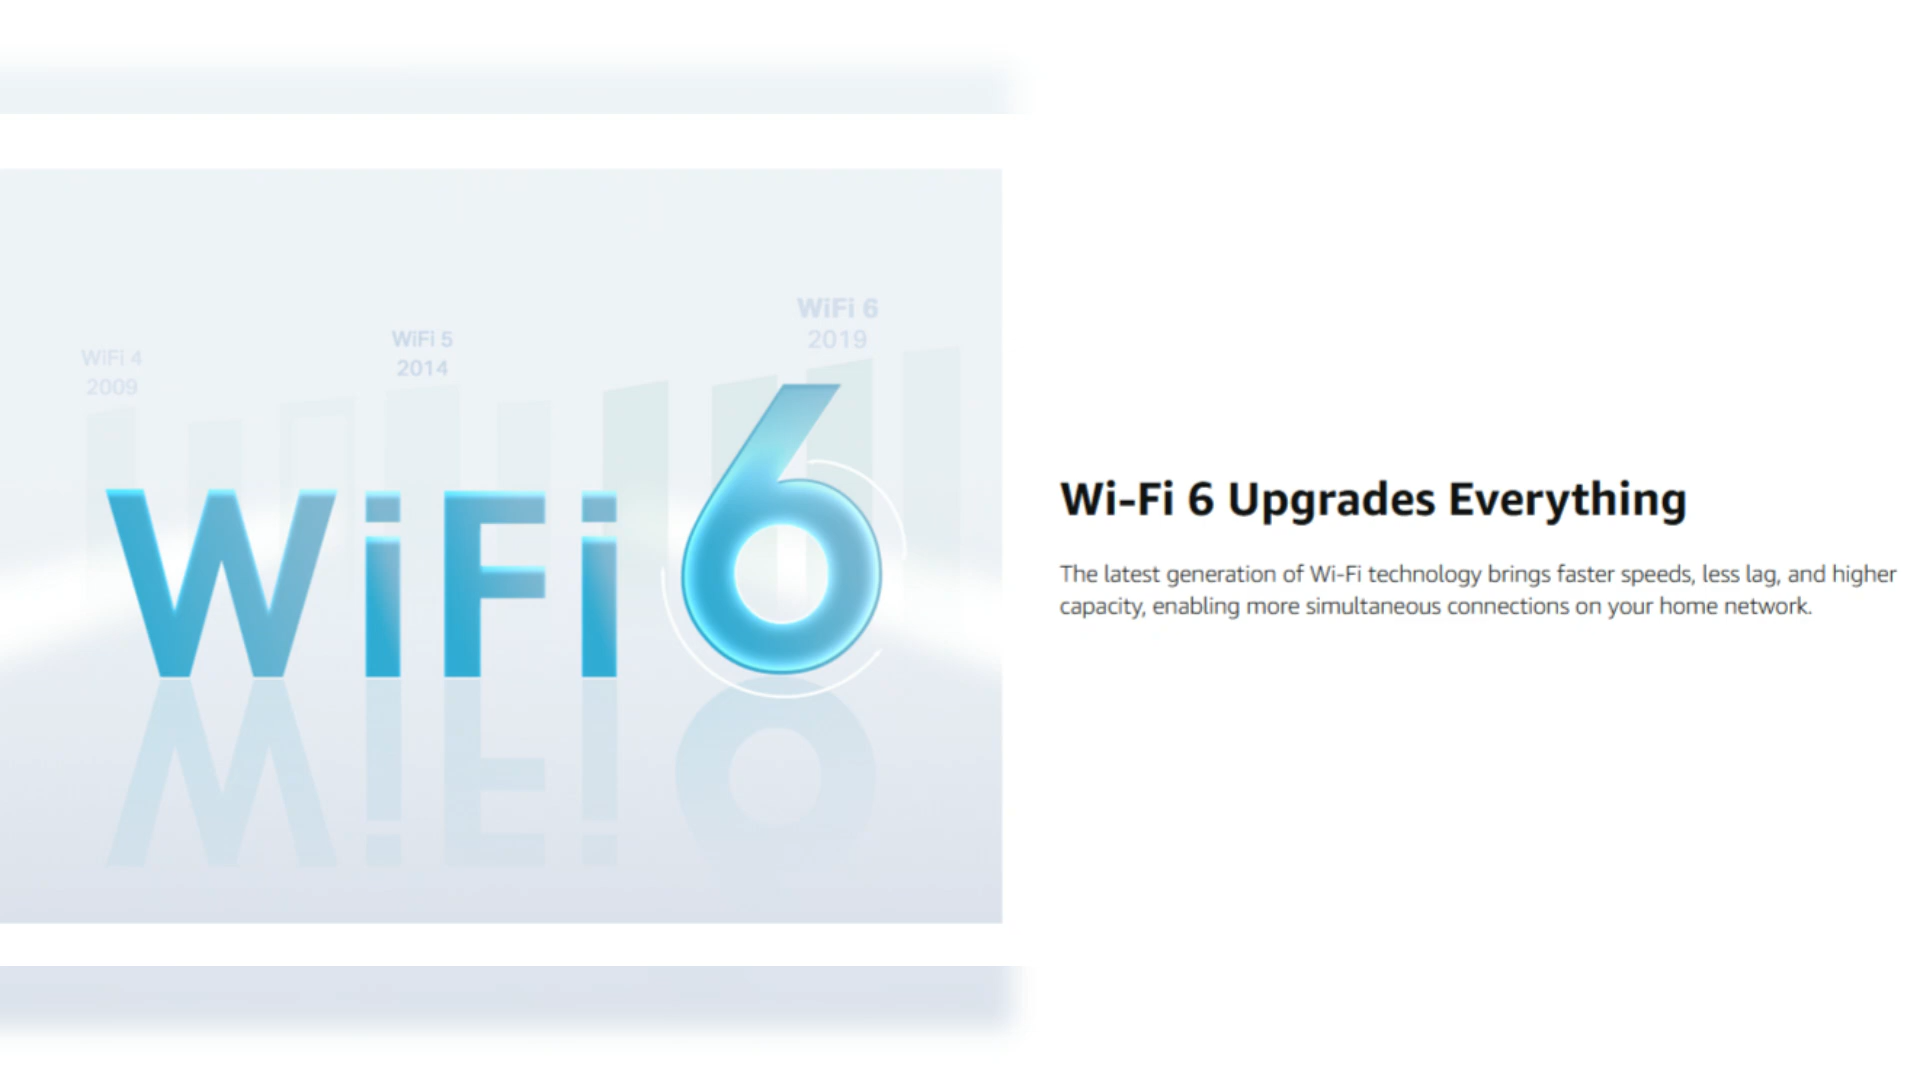 WiFi 4
2009
WiFi 5
2014
WiFi 6
2019
WiFi 6
Wi-Fi 6 Upgrades Everything
The latest generation of Wi-Fi technology brings faster speeds, less lag, and higher
capacity, enabling more simultaneous connections on your home network.